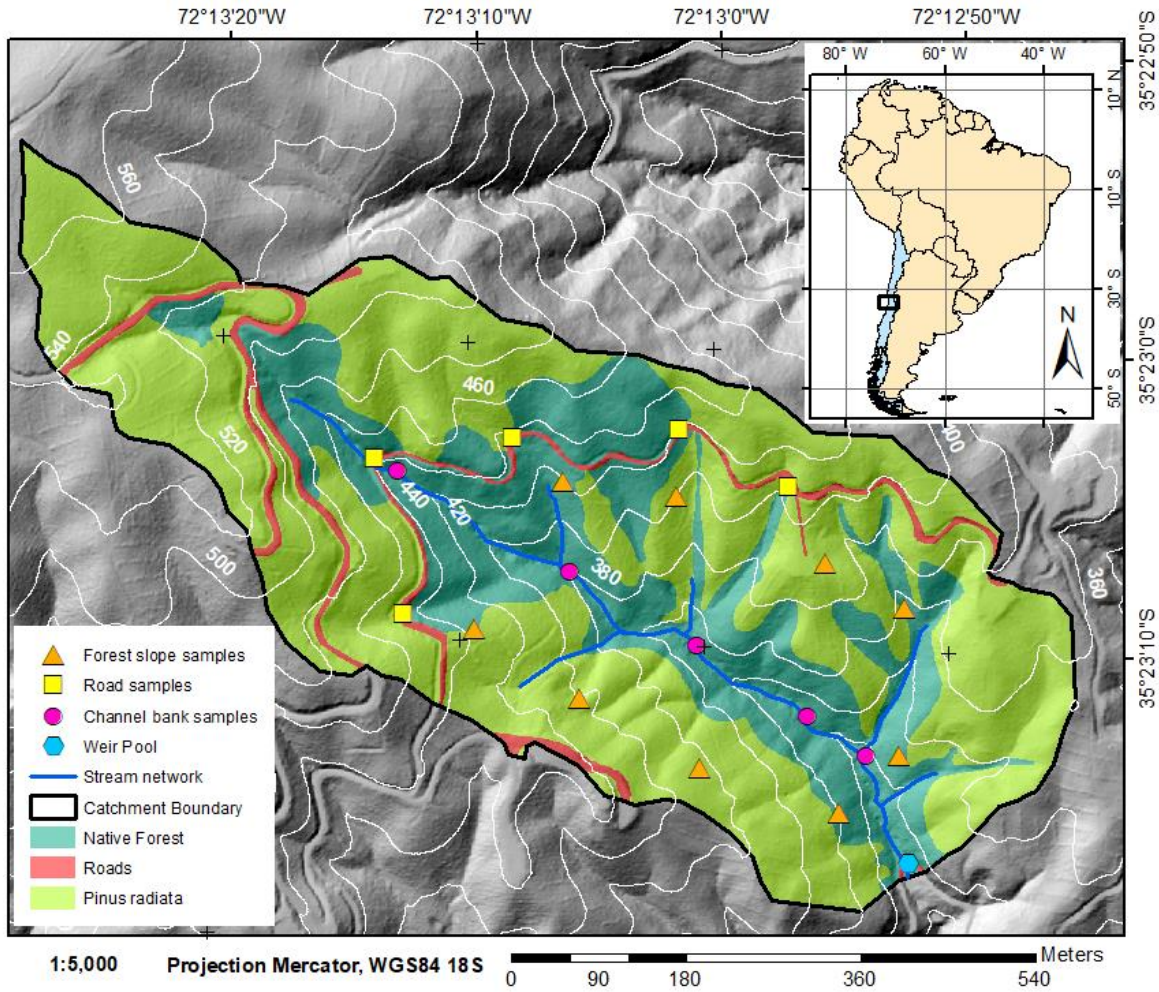 72°13'20"W 72°13'10"W 72°13'0"W 72°12'50"W
35°22'50"S
80° W 60° W 40° W
10° N
10° S
30° S
50° S
N
560
540
35°23'0"S
460
520
400
440
420
500
380
360
35°23'10"S
Forest slope samples
Road samples
Channel bank samples
Weir Pool
Stream network
Catchment Boundary
Native Forest
Roads
Pinus radiata
1:5,000 Projection Mercator, WGS84 18S
Meters
0 90 180 360 540